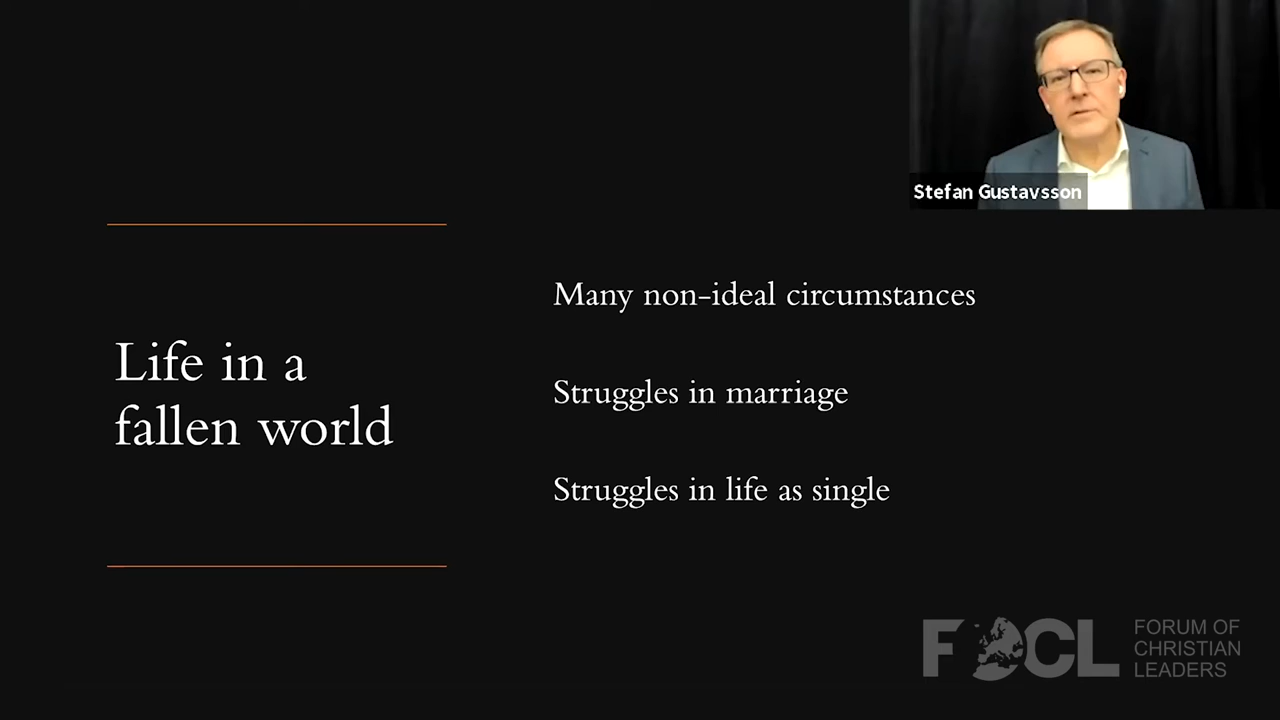 Stefan Gustavsson
Life in a
fallen world
Many non-ideal circumstances
Struggles in marriage
Struggles in life as single
FOCL
FORUM OF
CHRISTIAN
LEADERS